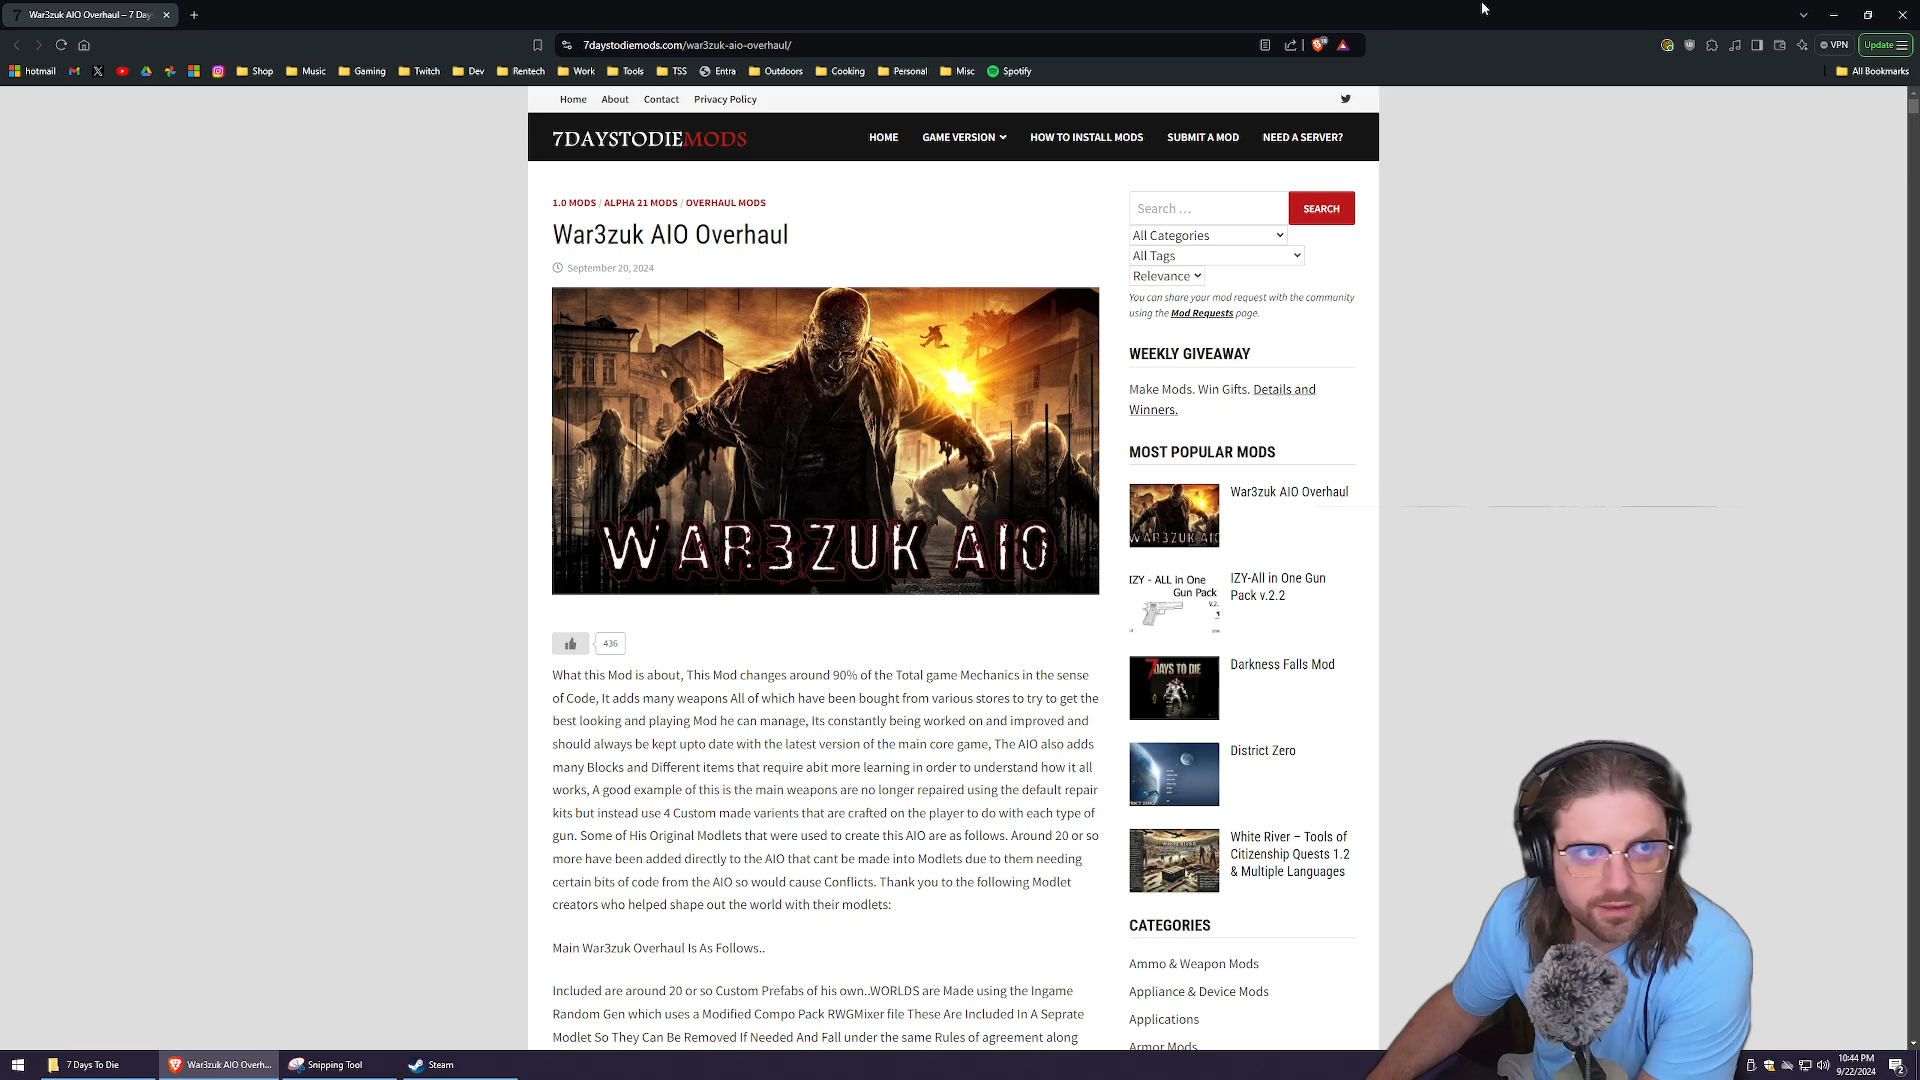 War3zuk AIO Overhaul – 7 Day
7daystodiemods.com/war3zuk-aio-overhaul/
VPN
Update
hotmail
Shop
Music
Gaming
Twitch
Dev
Rentech
Work
Tools
TSS
Entra
Outdoors
Cooking
Personal
Misc
Spotify
All Bookmarks
Home About Contact Privacy Policy
7DAYSTODIEMODS
HOME GAME VERSION HOW TO INSTALL MODS SUBMIT A MOD NEED A SERVER?
1.0 MODS / ALPHA 21 MODS / OVERHAUL MODS
War3zuk AIO Overhaul
September 20, 2024
WAR3ZUK AIO
436
What this Mod is about, This Mod changes around 90% of the Total game Mechanics in the sense
of Code, It adds many weapons All of which have been bought from various stores to try to get the
best looking and playing Mod he can manage, Its constantly being worked on and improved and
should always be kept upto date with the latest version of the main core game, The AIO also adds
many Blocks and Different items that require abit more learning in order to understand how it all
works, A good example of this is the main weapons are no longer repaired using the default repair
kits but instead use 4 Custom made varients that are crafted on the player to do with each type of
gun. Some of His Original Modlets that were used to create this AIO are as follows. Around 20 or so
more have been added directly to the AIO that cant be made into Modlets due to them needing
certain bits of code from the AIO so would cause Conflicts. Thank you to the following Modlet
creators who helped shape out the world with their modlets:
Main War3zuk Overhaul Is As Follows..
Included are around 20 or so Custom Prefabs of his own..WORLDS are Made using the Ingame
Random Gen which uses a Modified Compo Pack RWGMixer file These Are Included In A Seprate
Modlet So They Can Be Removed If Needed And Fall under the same Rules of agreement along
Search …
SEARCH
All Categories
All Tags
Relevance
You can share your mod request with the community
using the Mod Requests page.
WEEKLY GIVEAWAY
Make Mods. Win Gifts. Details and
Winners.
MOST POPULAR MODS
WAR3ZUK AIO
War3zuk AIO Overhaul
IZY - ALL in One
Gun Pack
IZY-All in One Gun
Pack v.2.2
7 DAYS TO DIE
Darkness Falls Mod
District Zero
White River – Tools of
Citizenship Quests 1.2
& Multiple Languages
CATEGORIES
Ammo & Weapon Mods
Appliance & Device Mods
Applications
Armor Mods
7 Days To Die
War3zuk AIO Overh...
Snipping Tool
Steam
10:44 PM
9/22/2024
2